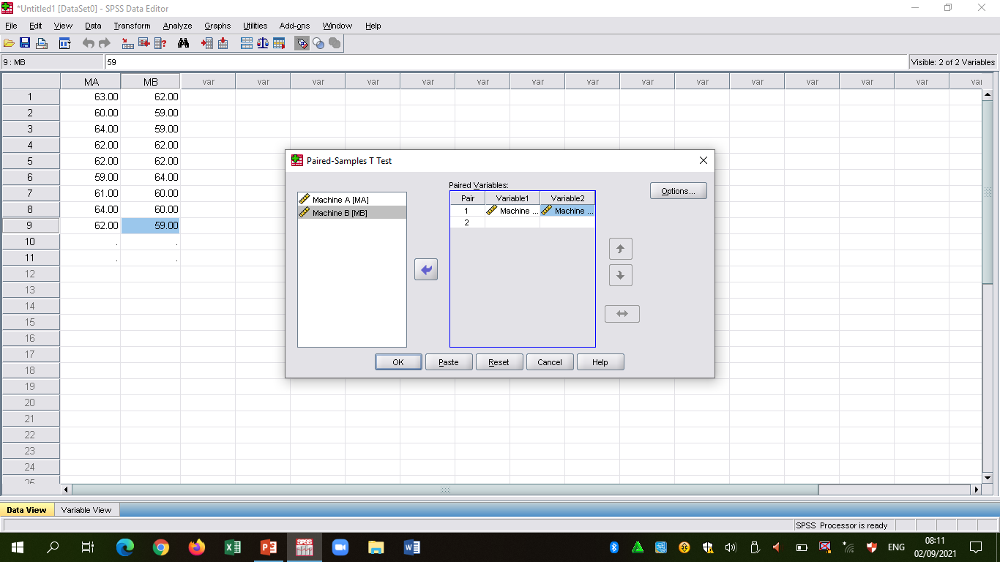 *Untitled1 [DataSet0] - SPSS Data Editor
File Edit View Data Transform Analyze Graphs Utilities Add-ons Window Help
9 : MB 59 Visible: 2 of 2 Variables
MA MB var var var var var var var var var var var var var var var
1 63.00 62.00
2 60.00 59.00
3 64.00 59.00
4 62.00 62.00
5 62.00 62.00
6 59.00 64.00
7 61.00 60.00
8 64.00 60.00
9 62.00 59.00
10 . .
11 . .
12
13
14
15
16
17
18
19
20
21
22
23
24
25
Paired-Samples T Test
Machine A [MA]
Machine B [MB]
Paired Variables:
Pair Variable1 Variable2
1 Machine ... Machine ...
2
Options...
OK Paste Reset Cancel Help
Data View Variable View
SPSS Processor is ready
SPSS
ENG
08:11
02/09/2021